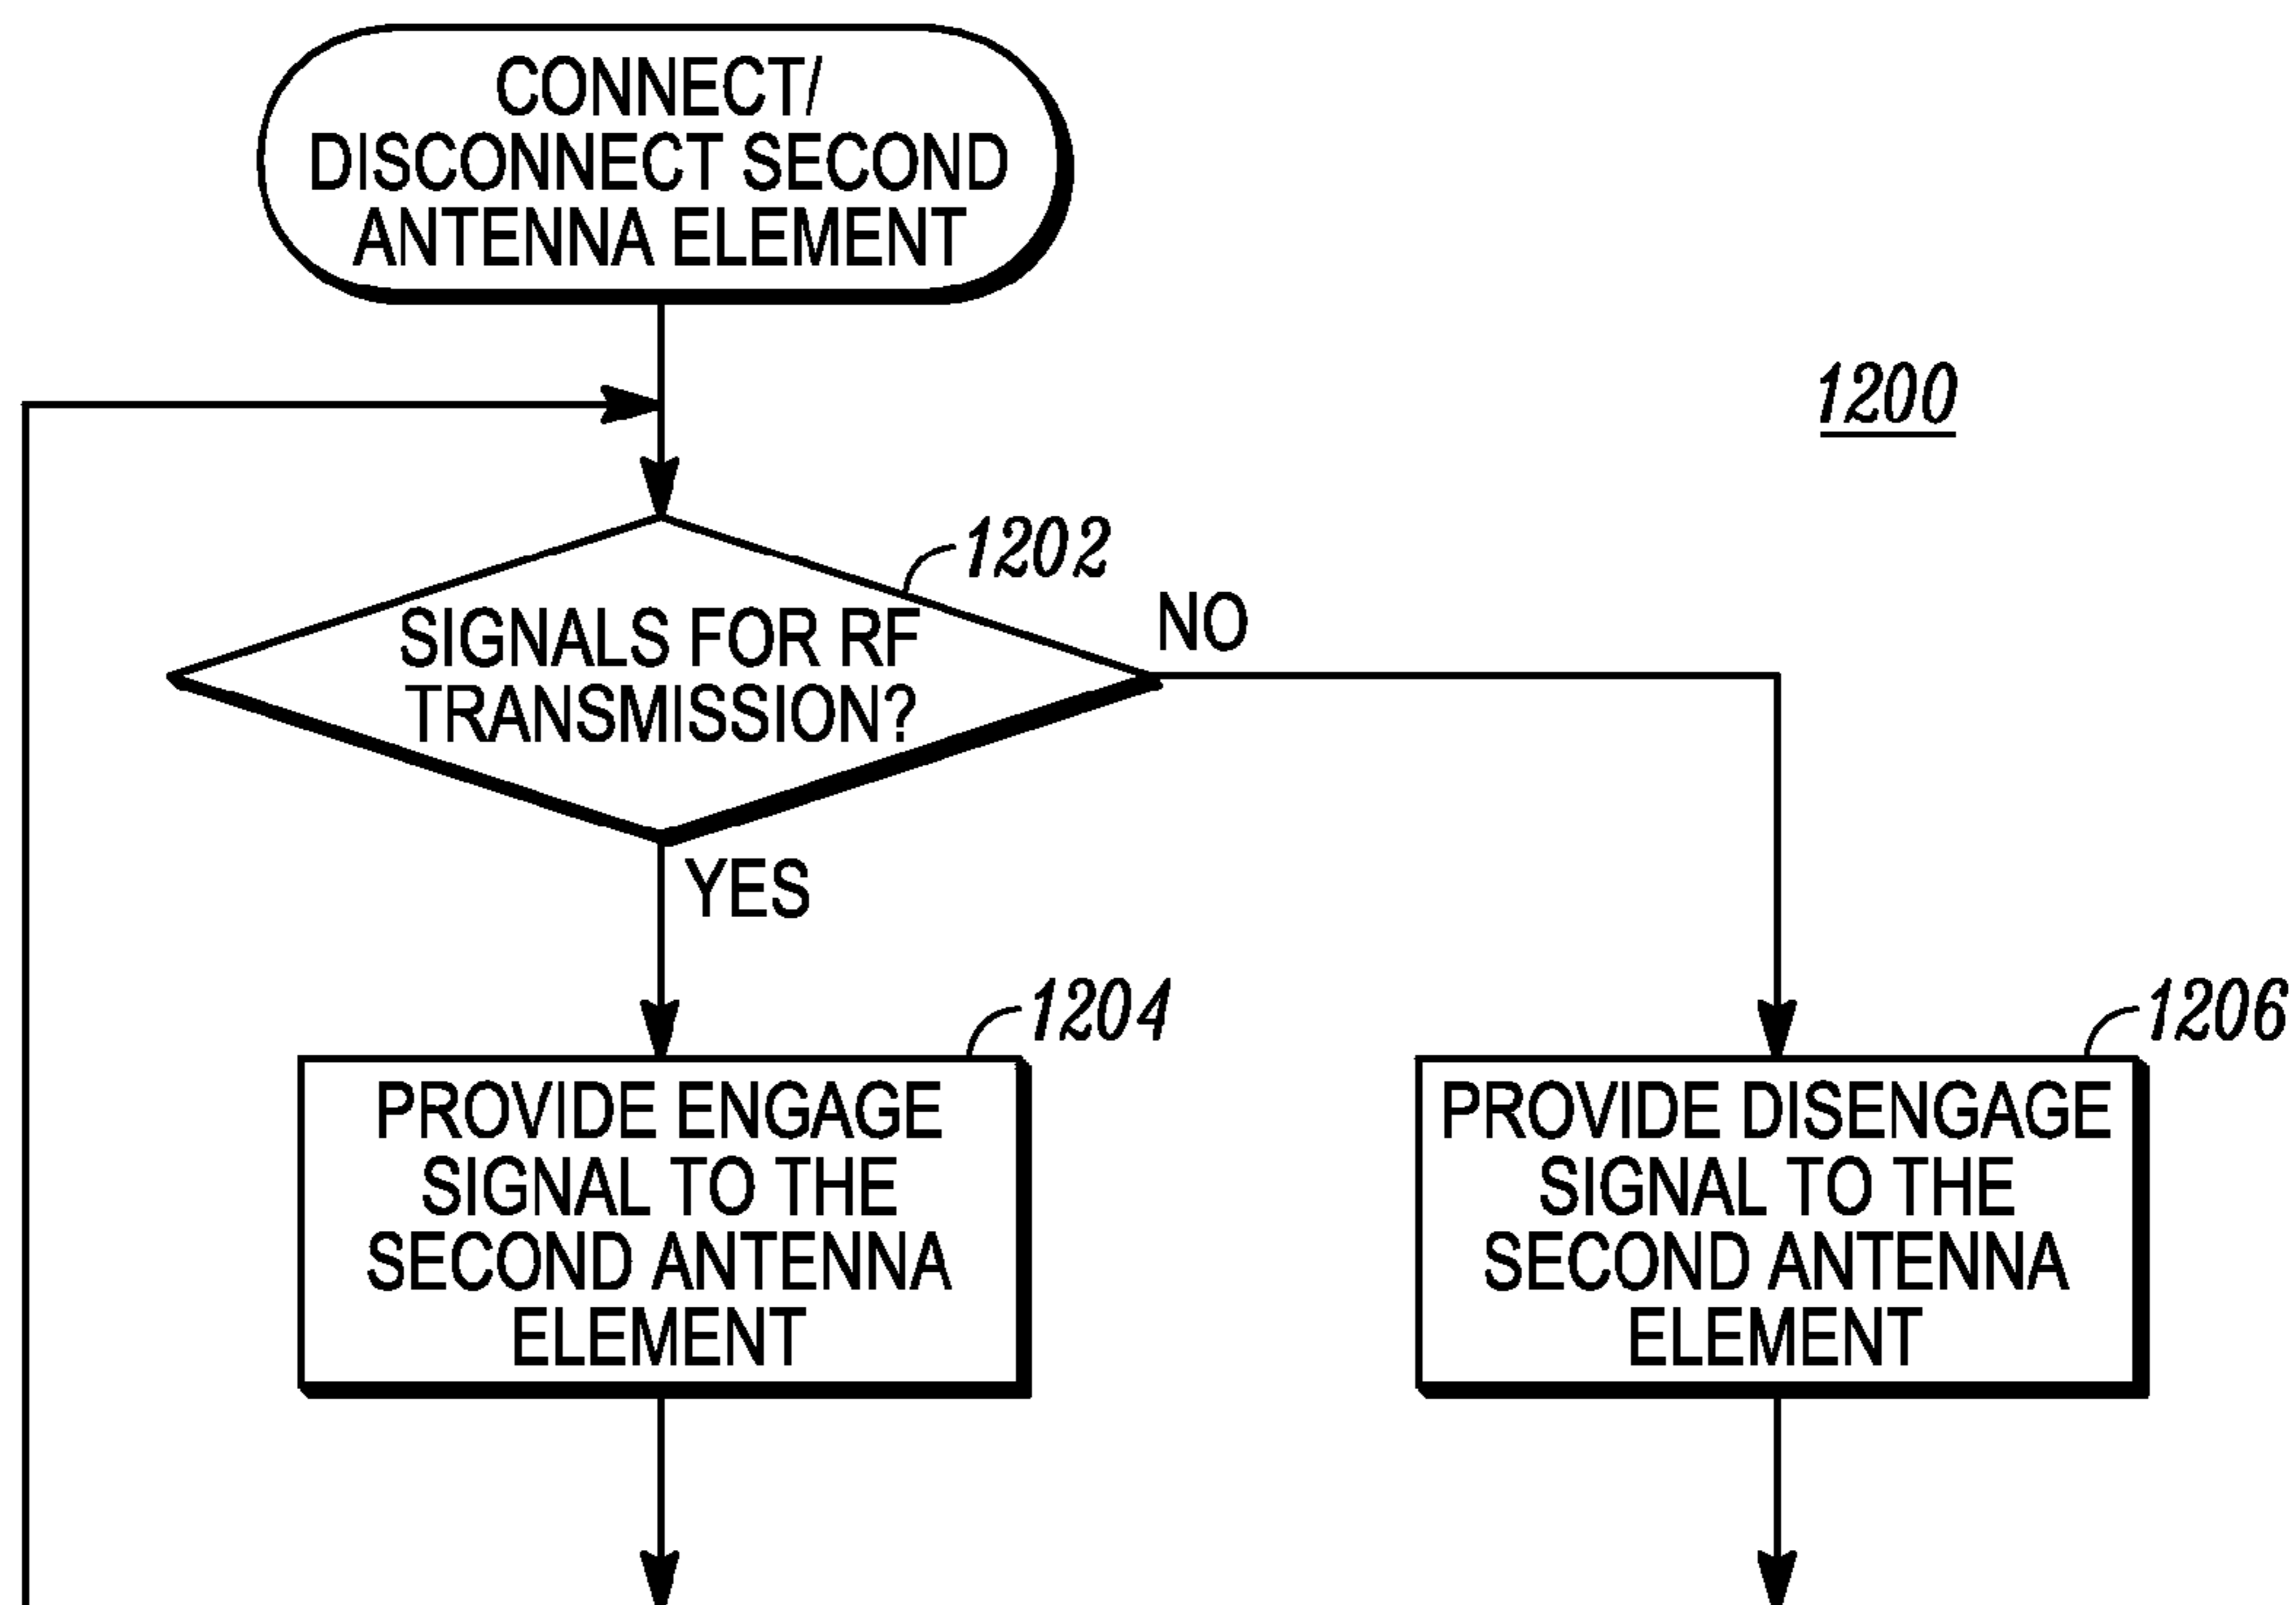 CONNECT/
DISCONNECT SECOND
ANTENNA ELEMENT
1200
1202
SIGNALS FOR RF
TRANSMISSION?
NO
YES
1204
PROVIDE ENGAGE
SIGNAL TO THE
SECOND ANTENNA
ELEMENT
1206
PROVIDE DISENGAGE
SIGNAL TO THE
SECOND ANTENNA
ELEMENT